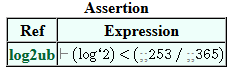 Assertion
Ref Expression
log2ub ⊢ (log‘2) < (;;253 / ;;365)